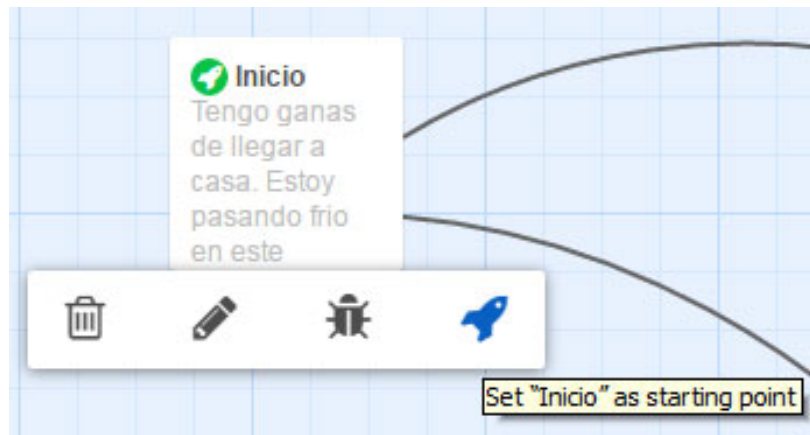 Inicio
Tengo ganas
de llegar a
casa. Estoy
pasando frio
en este
Set "Inicio" as starting point